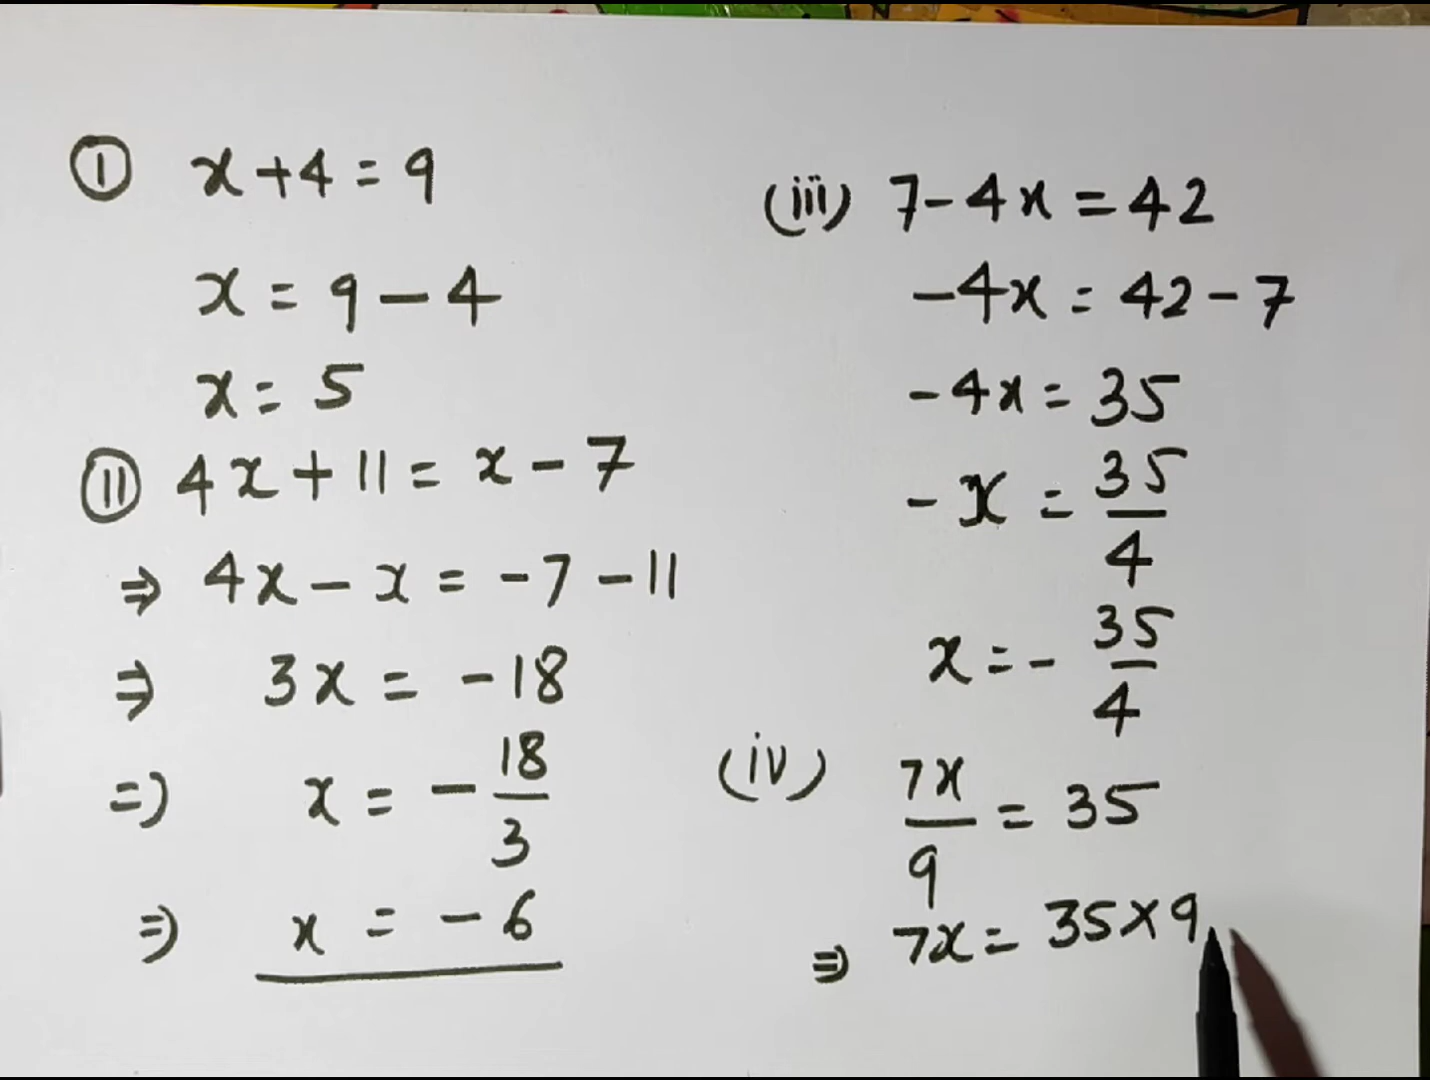 ① x+4=9
x = 9-4
x = 5
⑪ 4x+11 = x-7
⇒ 4x-x = -7-11
⇒ 3x = -18
⇒ x = -18/3
⇒ x = -6
(iii) 7-4x = 42
-4x = 42-7
-4x = 35
-x = 35/4
x = -35/4
(iv) 7x/9 = 35
⇒ 7x = 35×9